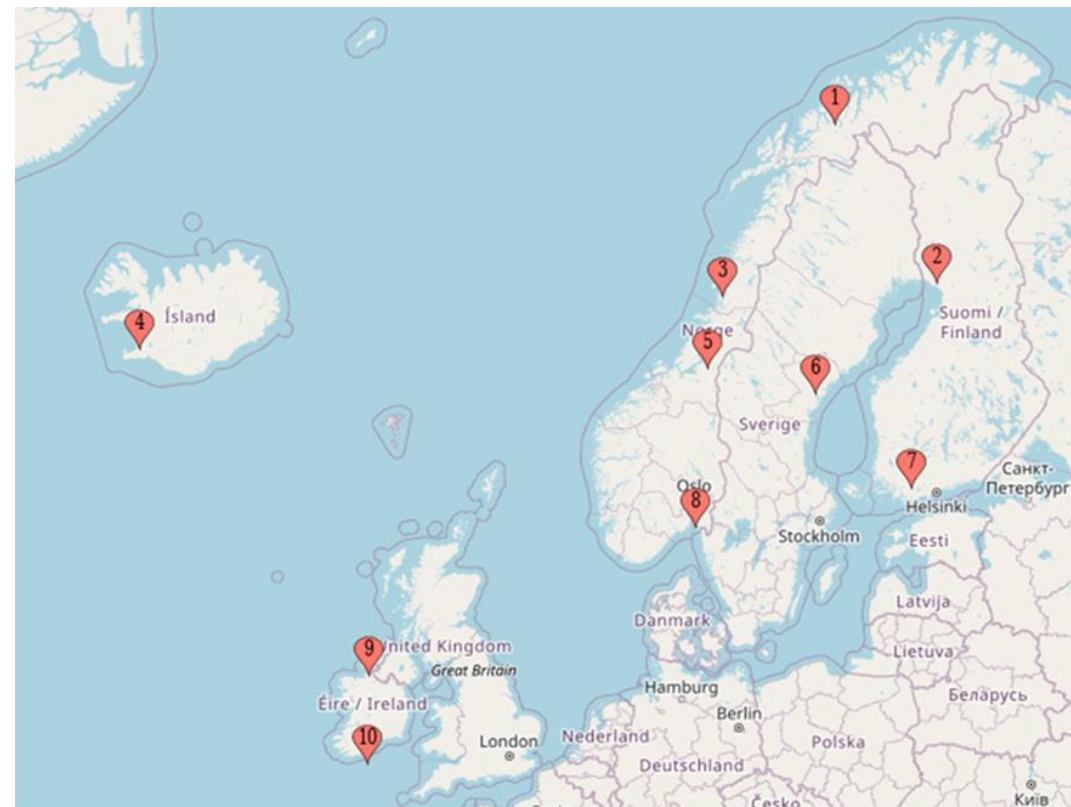 1
2
3
Ísland
4
Suomi /
Finland
Norge
5
6
Sverige
7
Санкт-
Петербург
Oslo
8
Helsinki
Stockholm
Eesti
Latvija
Danmark
Lietuva
9
United Kingdom
Great Britain
Hamburg
Беларусь
Éire / Ireland
Berlin
10
London
Nederland
Polska
Deutschland
Česko
Київ